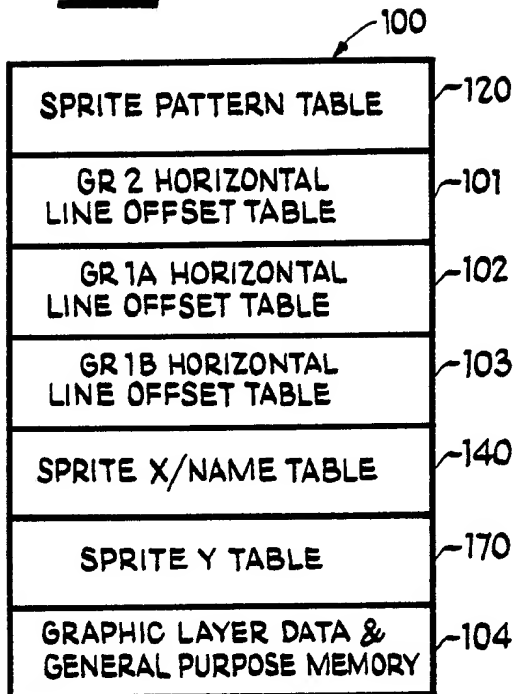 100
SPRITE PATTERN TABLE
120
GR 2 HORIZONTAL
LINE OFFSET TABLE
101
GR 1A HORIZONTAL
LINE OFFSET TABLE
102
GR 1B HORIZONTAL
LINE OFFSET TABLE
103
SPRITE X/NAME TABLE
140
SPRITE Y TABLE
170
GRAPHIC LAYER DATA &
GENERAL PURPOSE MEMORY
104